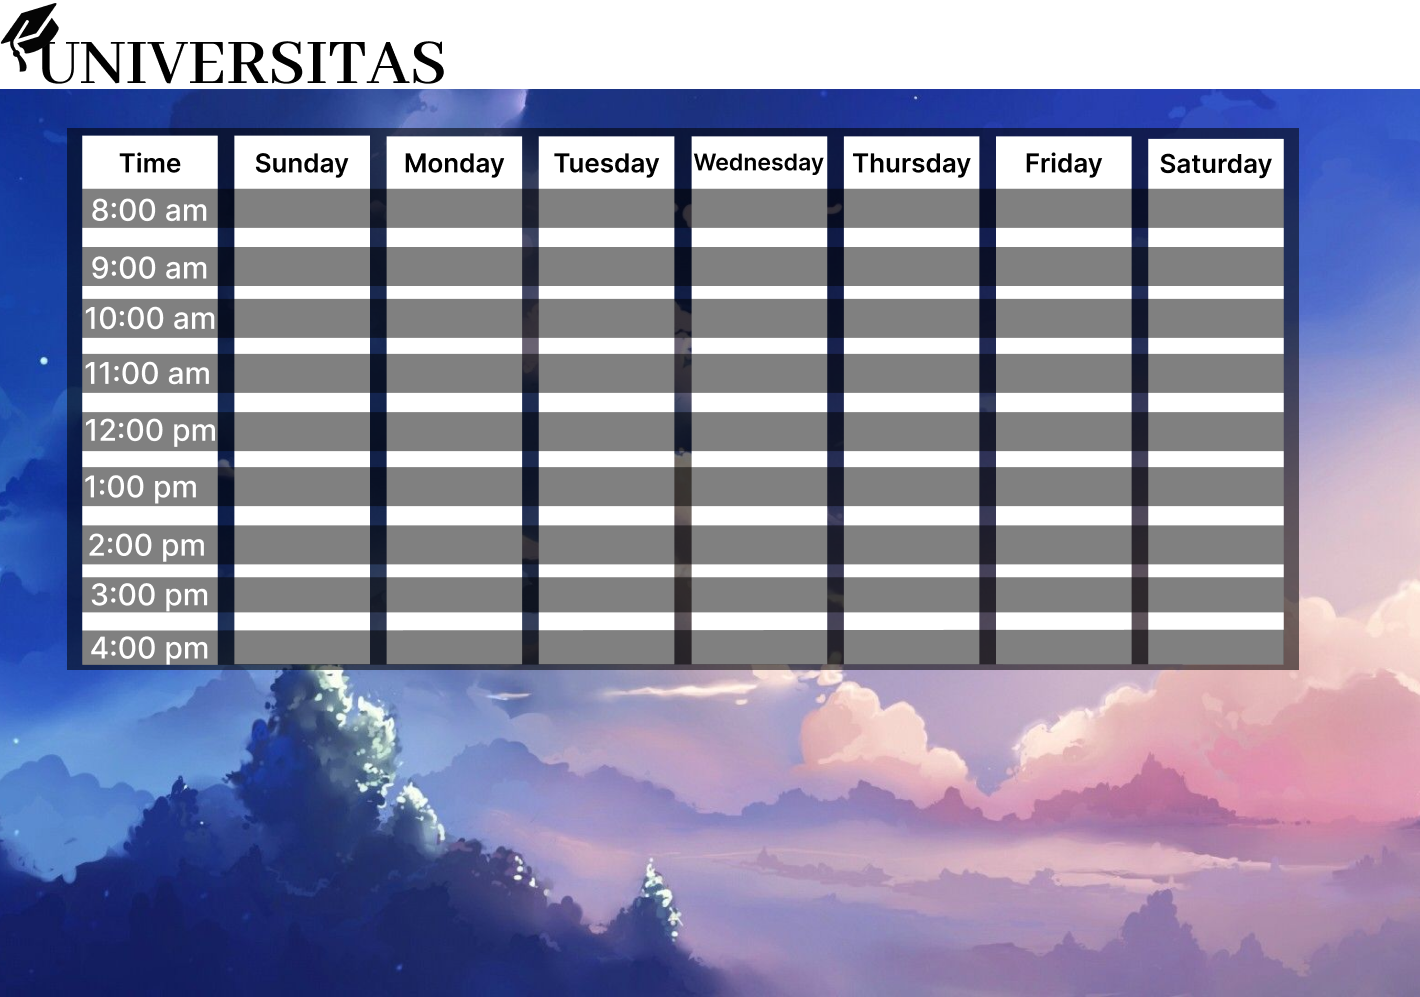 UNIVERSITAS
Time Sunday Monday Tuesday Wednesday Thursday Friday Saturday
8:00 am
9:00 am
10:00 am
11:00 am
12:00 pm
1:00 pm
2:00 pm
3:00 pm
4:00 pm